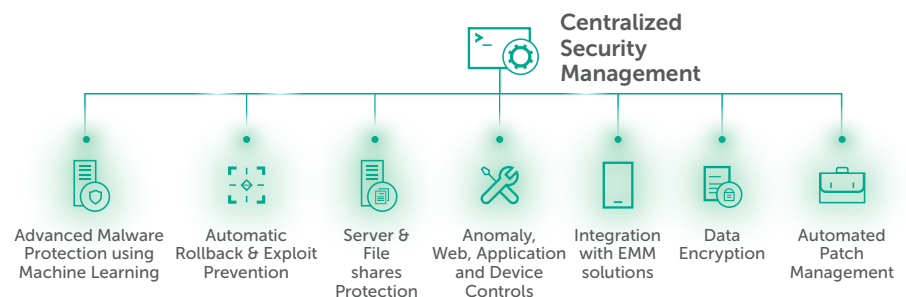 Centralized
Security
Management
Advanced Malware
Protection using
Machine Learning
Automatic
Rollback & Exploit
Prevention
Server &
File
shares
Protection
Anomaly,
Web, Application
and Device
Controls
Integration
with EMM
solutions
Data
Encryption
Automated
Patch
Management